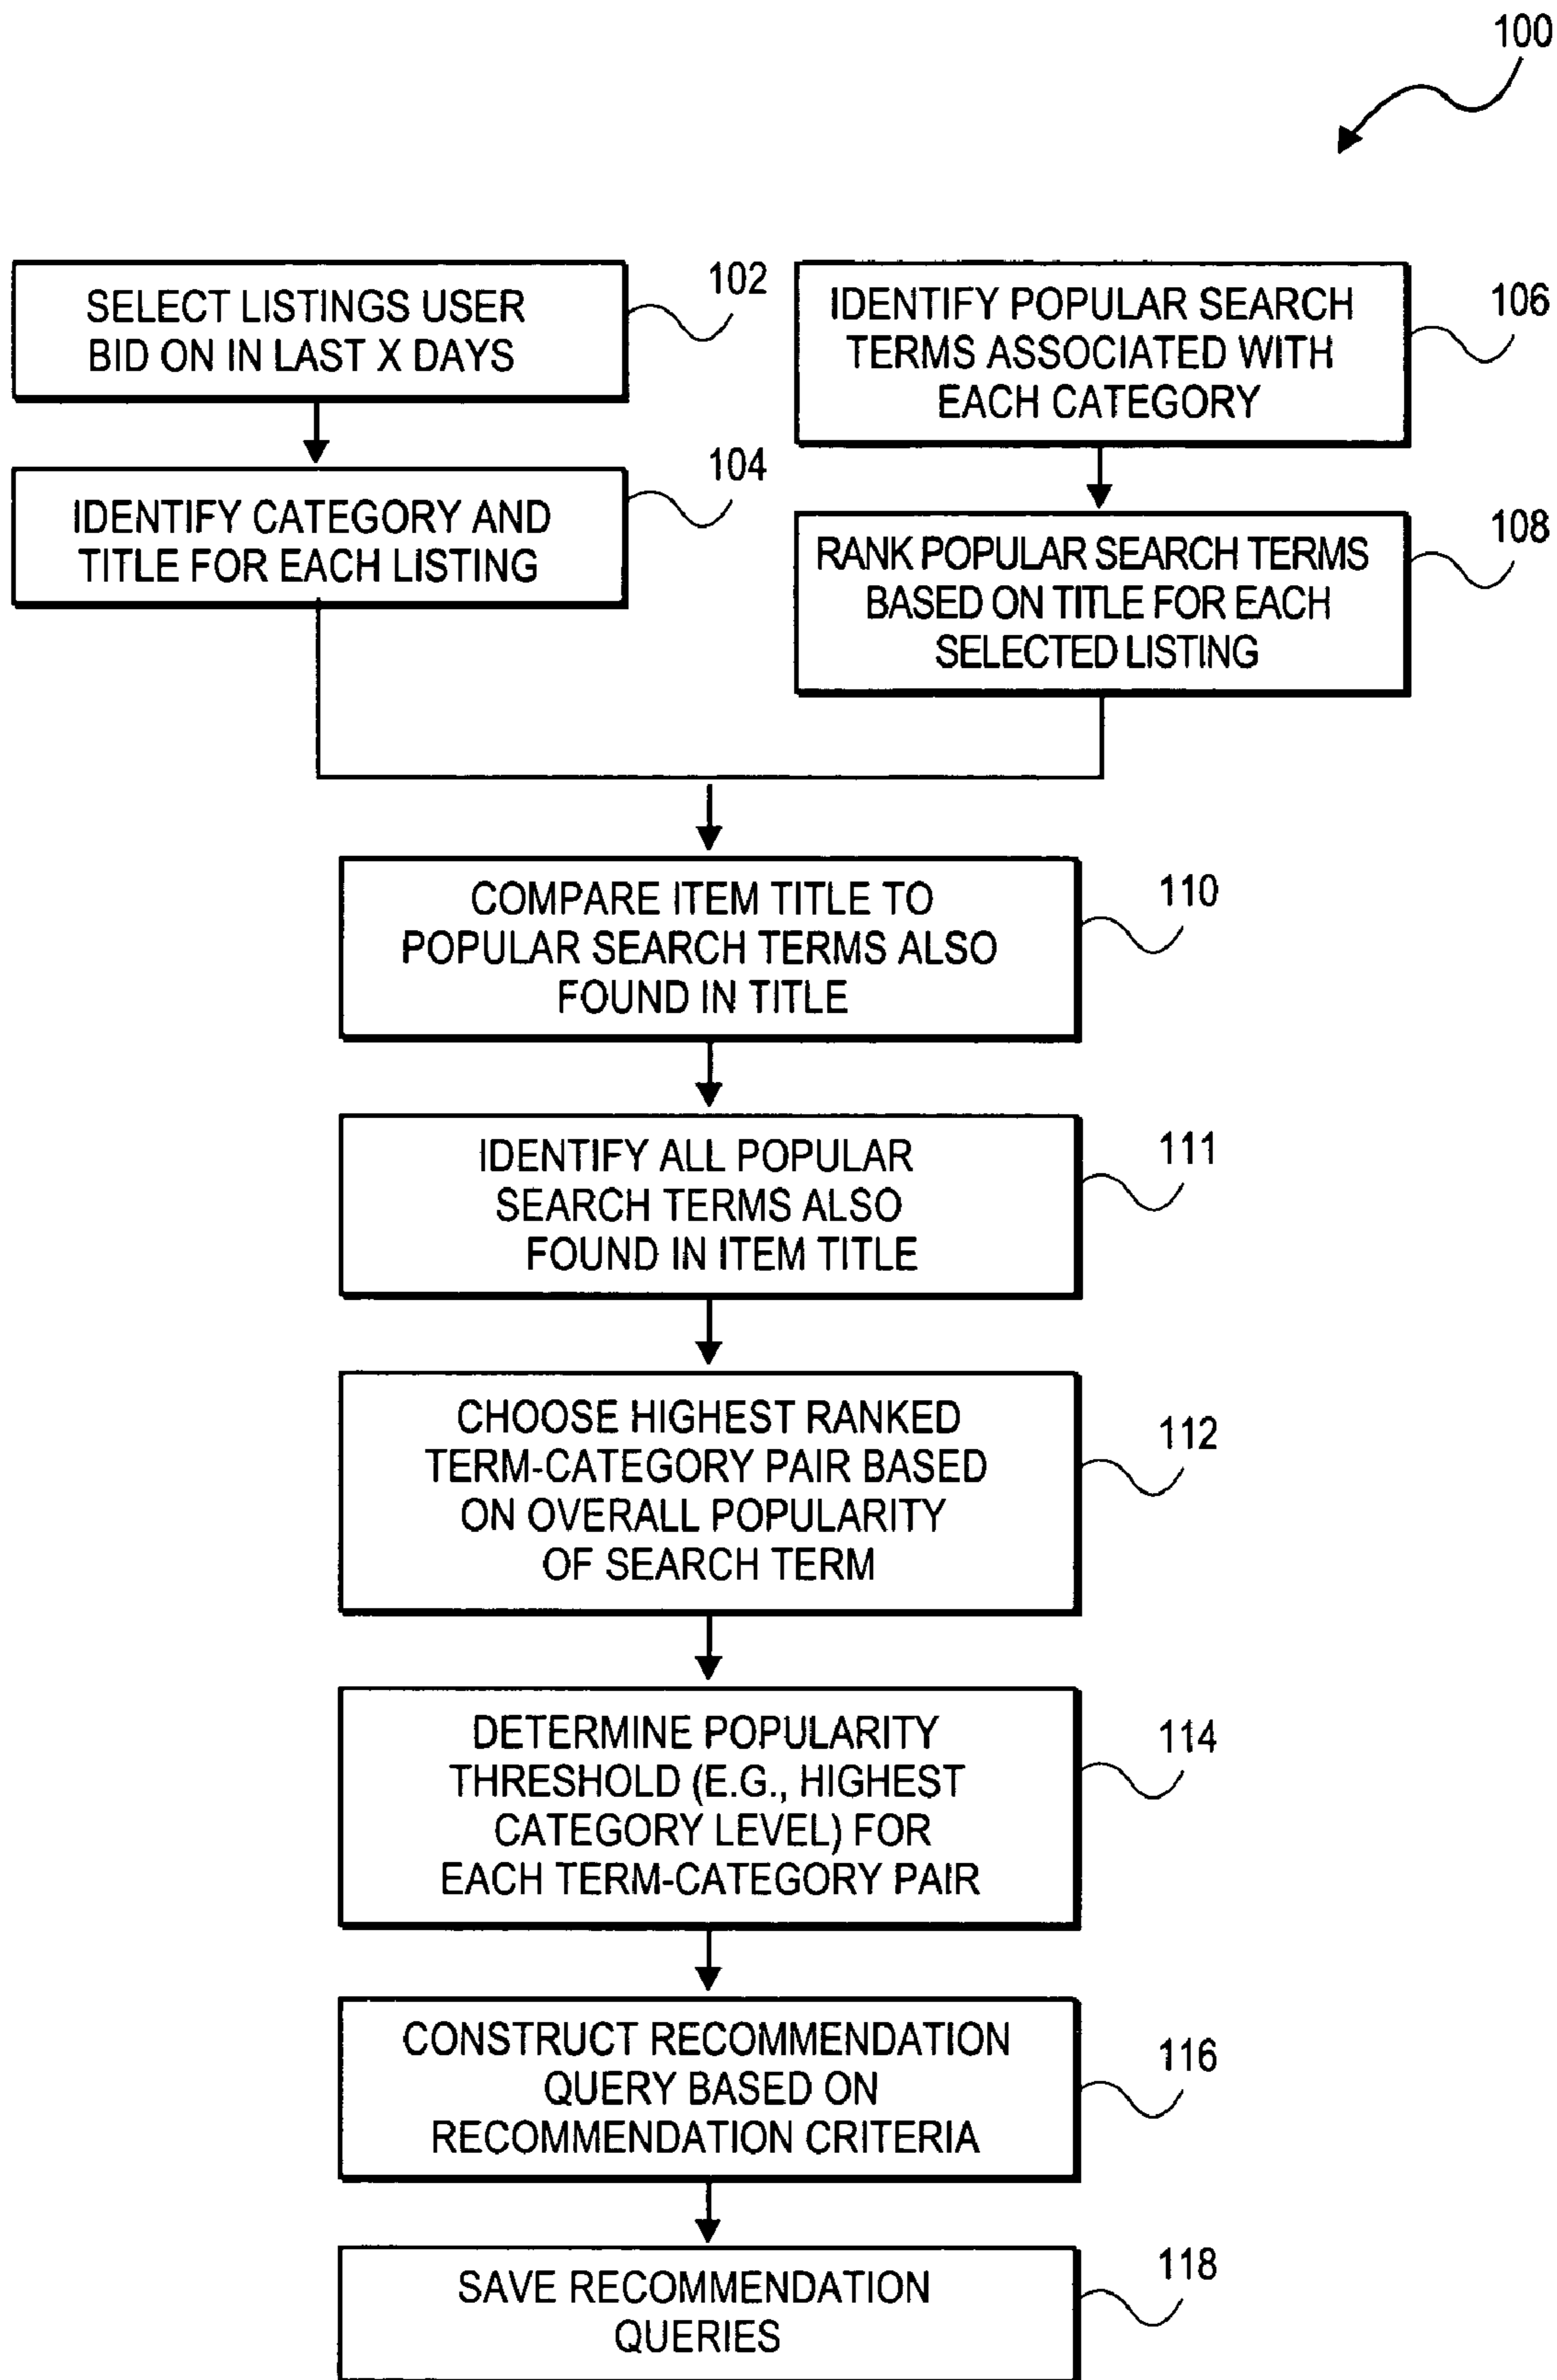 100
SELECT LISTINGS USER
BID ON IN LAST X DAYS
102
IDENTIFY CATEGORY AND
TITLE FOR EACH LISTING
104
IDENTIFY POPULAR SEARCH
TERMS ASSOCIATED WITH
EACH CATEGORY
106
RANK POPULAR SEARCH TERMS
BASED ON TITLE FOR EACH
SELECTED LISTING
108
COMPARE ITEM TITLE TO
POPULAR SEARCH TERMS ALSO
FOUND IN TITLE
110
IDENTIFY ALL POPULAR
SEARCH TERMS ALSO
FOUND IN ITEM TITLE
111
CHOOSE HIGHEST RANKED
TERM-CATEGORY PAIR BASED
ON OVERALL POPULARITY
OF SEARCH TERM
112
DETERMINE POPULARITY
THRESHOLD (E.G., HIGHEST
CATEGORY LEVEL) FOR
EACH TERM-CATEGORY PAIR
114
CONSTRUCT RECOMMENDATION
QUERY BASED ON
RECOMMENDATION CRITERIA
116
SAVE RECOMMENDATION
QUERIES
118